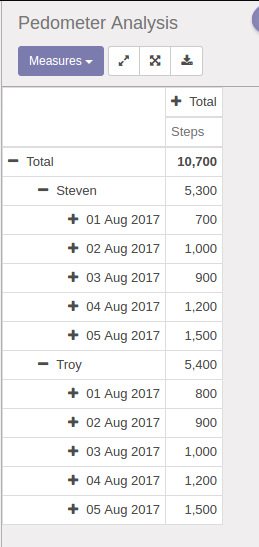 Pedometer Analysis
Measures
Total
Steps
Total 10,700
Steven 5,300
01 Aug 2017 700
02 Aug 2017 1,000
03 Aug 2017 900
04 Aug 2017 1,200
05 Aug 2017 1,500
Troy 5,400
01 Aug 2017 800
02 Aug 2017 900
03 Aug 2017 1,000
04 Aug 2017 1,200
05 Aug 2017 1,500